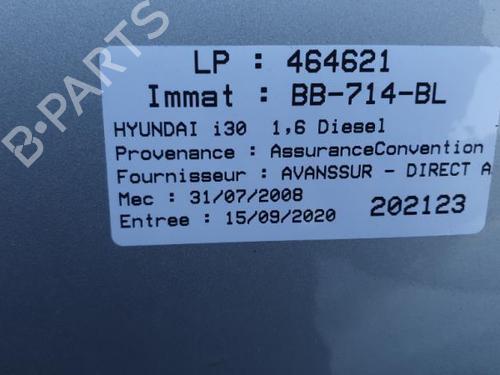 LP : 464621
Immat : BB-714-BL
HYUNDAI i30 1,6 Diesel
Provenance : AssuranceConvention
Fournisseur : AVANSSUR - DIRECT A
Mec : 31/07/2008
Entree : 15/09/2020 202123
B-PARTS